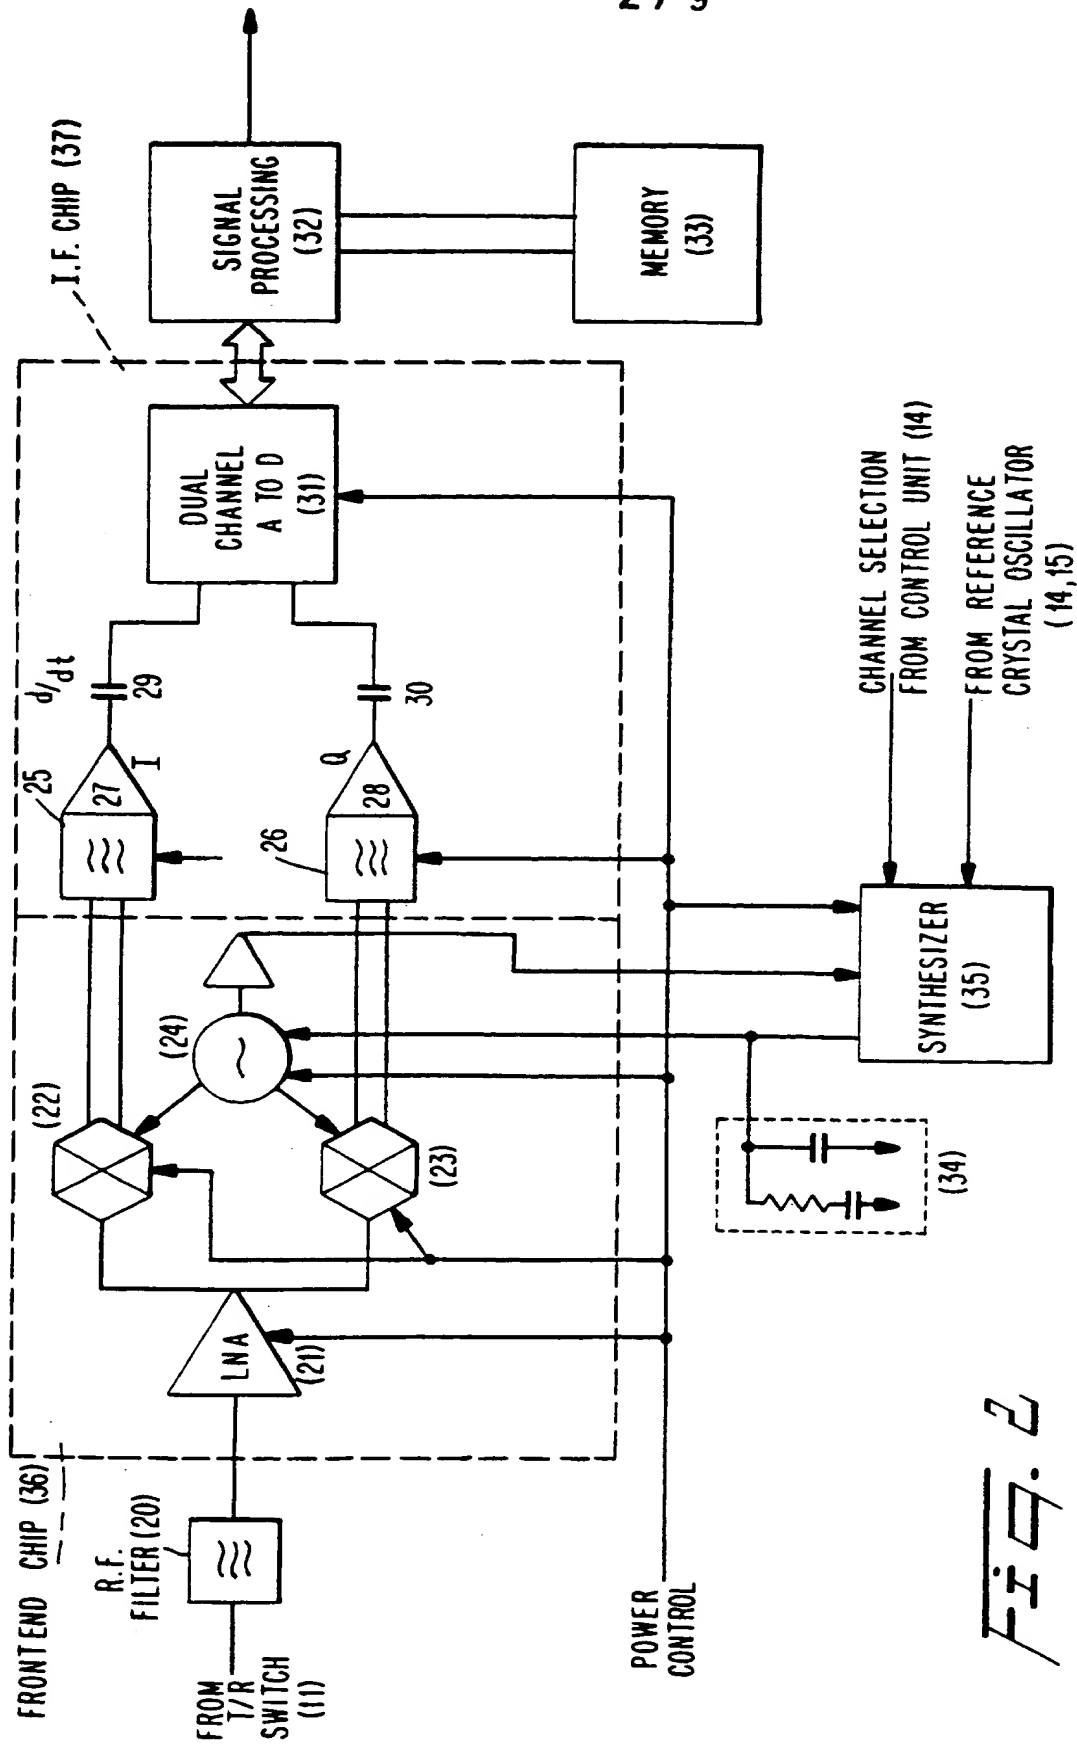 2 / 9
FRONTEND CHIP (36)
I.F. CHIP (37)
R.F.
FILTER (20)
FROM
T/R
SWITCH
(11)
LNA
(21)
(22)
(23)
(24)
25
27
I
26
28
Q
d/dt
29
30
DUAL
CHANNEL
A TO D
(31)
SIGNAL
PROCESSING
(32)
MEMORY
(33)
POWER
CONTROL
(34)
SYNTHESIZER
(35)
CHANNEL SELECTION
FROM CONTROL UNIT (14)
FROM REFERENCE
CRYSTAL OSCILLATOR
(14,15)
Fig. 2